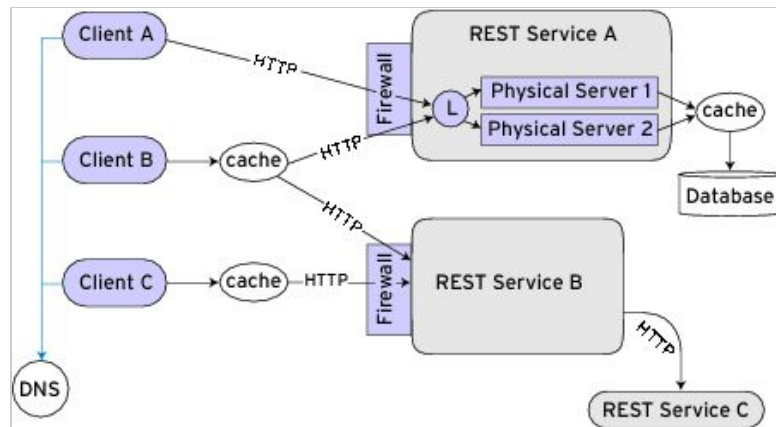 Client A
HTTP
Firewall
REST Service A
L
Physical Server 1
Physical Server 2
cache
Database
Client B
cache
HTTP
HTTP
Client C
cache
HTTP
Firewall
REST Service B
HTTP
REST Service C
DNS